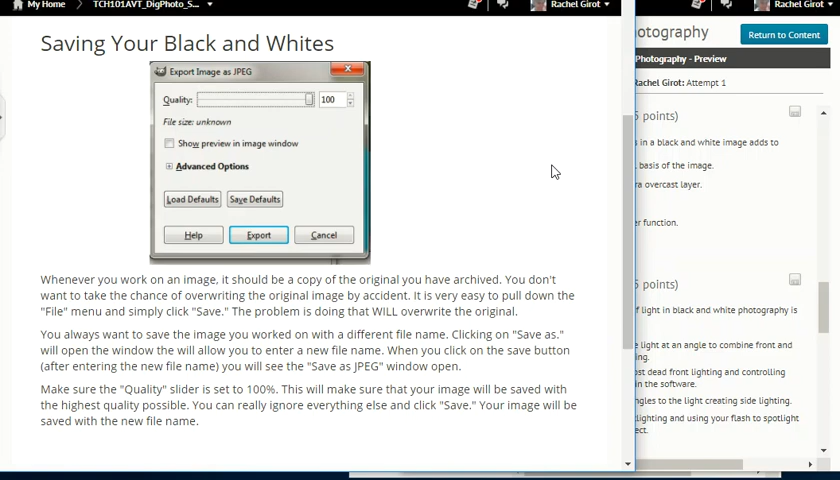 My Home
TCH101AVT_DigPhoto_S...
Rachel Girot
Rachel Girot
Saving Your Black and Whites
otography
Return to Content
Photography - Preview
Rachel Girot: Attempt 1
Export Image as JPEG
Quality:
100
File size: unknown
Show preview in image window
Advanced Options
Load Defaults
Save Defaults
Help
Export
Cancel
Whenever you work on an image, it should be a copy of the original you have archived. You don't
want to take the chance of overwriting the original image by accident. It is very easy to pull down the
"File" menu and simply click "Save." The problem is doing that WILL overwrite the original.
You always want to save the image you worked on with a different file name. Clicking on "Save as."
will open the window the will allow you to enter a new file name. When you click on the save button
(after entering the new file name) you will see the "Save as JPEG" window open.
Make sure the "Quality" slider is set to 100%. This will make sure that your image will be saved with
the highest quality possible. You can really ignore everything else and click "Save." Your image will be
saved with the new file name.
5 points)
s in a black and white image adds to
basis of the image.
ra overcast layer.
er function.
5 points)
f light in black and white photography is
e light at an angle to combine front and
ing.
ost dead front lighting and controlling
in the software.
ngles to the light creating side lighting.
lighting and using your flash to spotlight
ect.